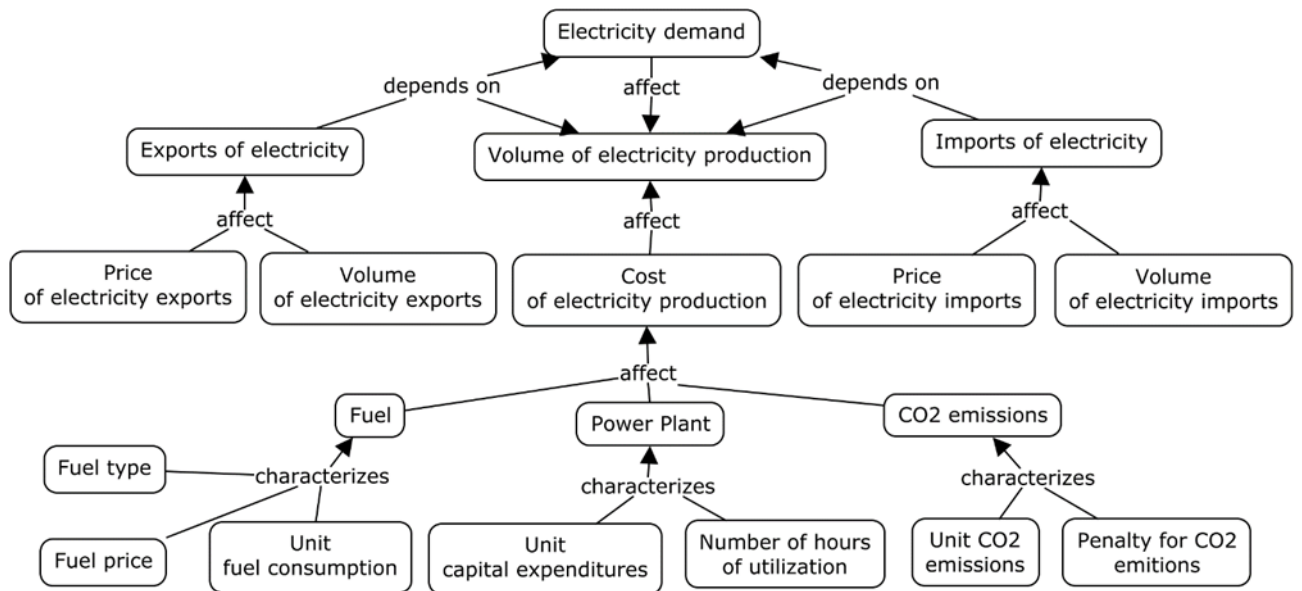 Electricity demand
depends on
affect
depends on
Exports of electricity
Volume of electricity production
Imports of electricity
affect
affect
affect
Price
of electricity exports
Volume
of electricity exports
Cost
of electricity production
Price
of electricity imports
Volume
of electricity imports
affect
Fuel
Power Plant
CO2 emissions
Fuel type
characterizes
characterizes
characterizes
Fuel price
Unit
fuel consumption
Unit
capital expenditures
Number of hours
of utilization
Unit CO2
emissions
Penalty for CO2
emitions